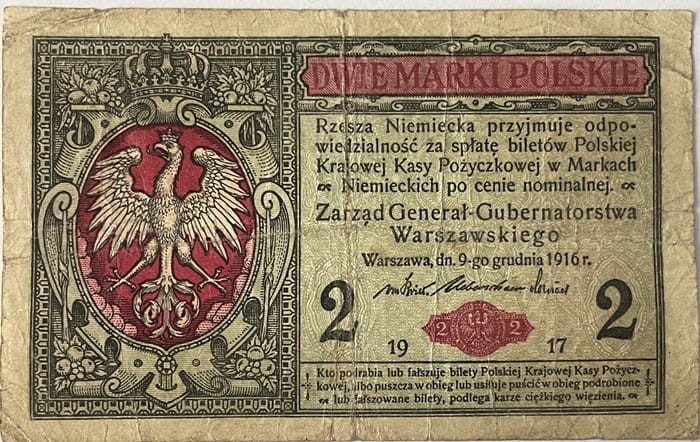 DWIE MARKI POLSKIE
Rzesza Niemiecka przyjmuje odpo-
wiedzialność za spłatę biletów Polskiej
Krajowej Kasy Pożyczkowej w Markach
Niemieckich po cenie nominalnej.
Zarząd Generał-Gubernatorstwa
Warszawskiego
Warszawa, dn. 9-go grudnia 1916 r.
2 2 2 2
19 17
Kto podrabia lub fałszuje bilety Polskiej Krajowej Kasy Pożycz-
kowej, albo puszcza w obieg lub usiłuje puścić w obieg podrobione
lub fałszowane bilety, podlega karze ciężkiego więzienia.